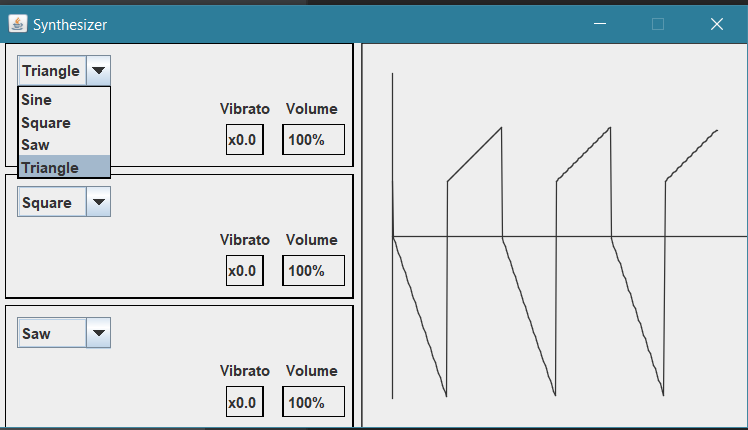 Synthesizer
Triangle
Sine
Square
Saw
Triangle
Vibrato Volume
x0.0 100%
Square
Vibrato Volume
x0.0 100%
Saw
Vibrato Volume
x0.0 100%